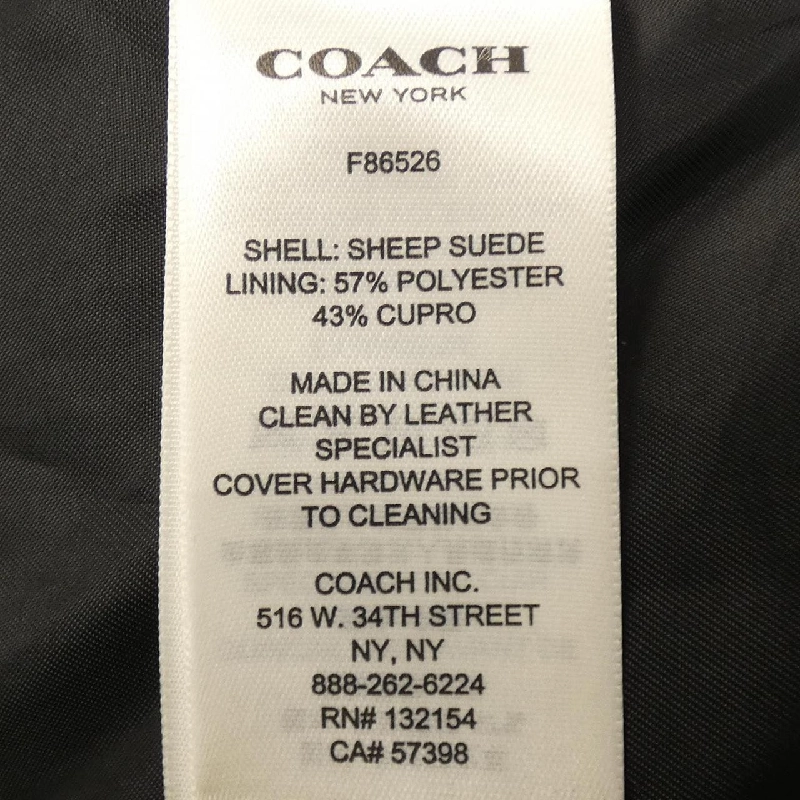 COACH
NEW YORK
F86526
SHELL: SHEEP SUEDE
LINING: 57% POLYESTER
43% CUPRO
MADE IN CHINA
CLEAN BY LEATHER
SPECIALIST
COVER HARDWARE PRIOR
TO CLEANING
COACH INC.
516 W. 34TH STREET
NY, NY
888-262-6224
RN# 132154
CA# 57398